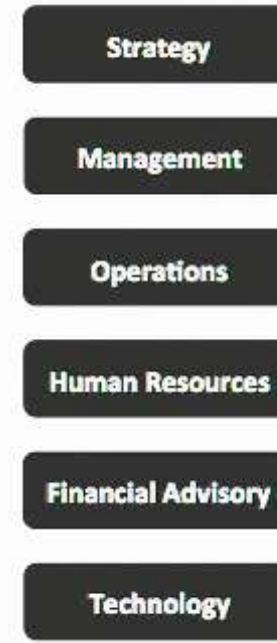 Strategy
Management
Operations
Human Resources
Financial Advisory
Technology